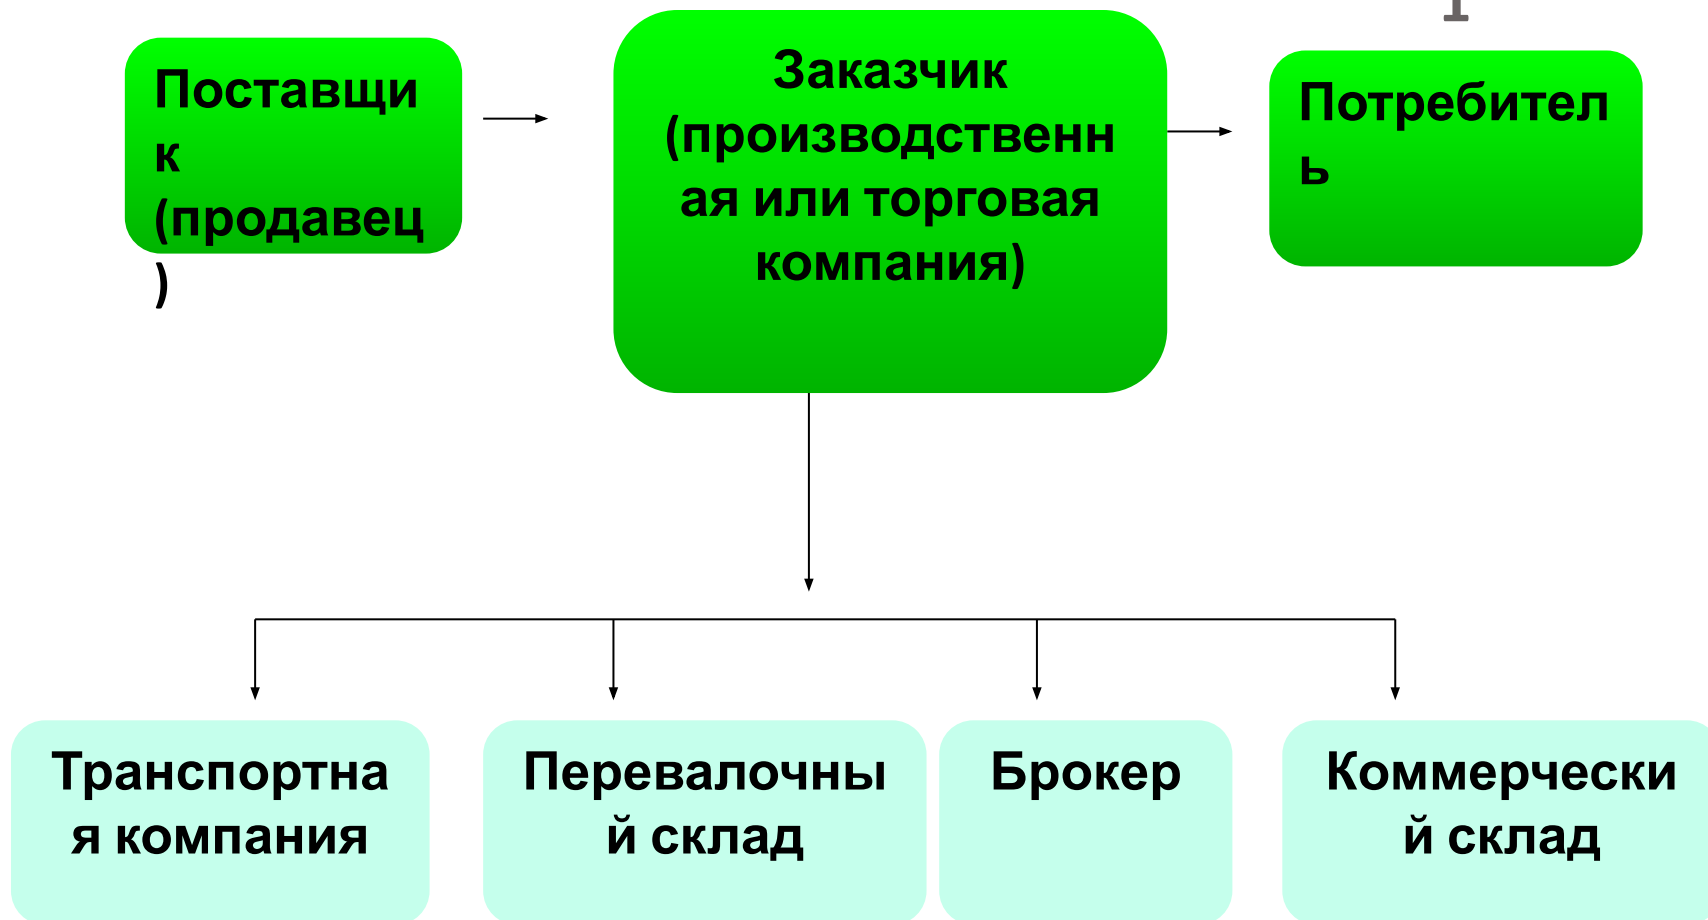 Поставщи
к
(продавец
)
Заказчик
(производственн
ая или торговая
компания)
Потребител
ь
Транспортна
я компания
Перевалочны
й склад
Брокер
Коммерчески
й склад